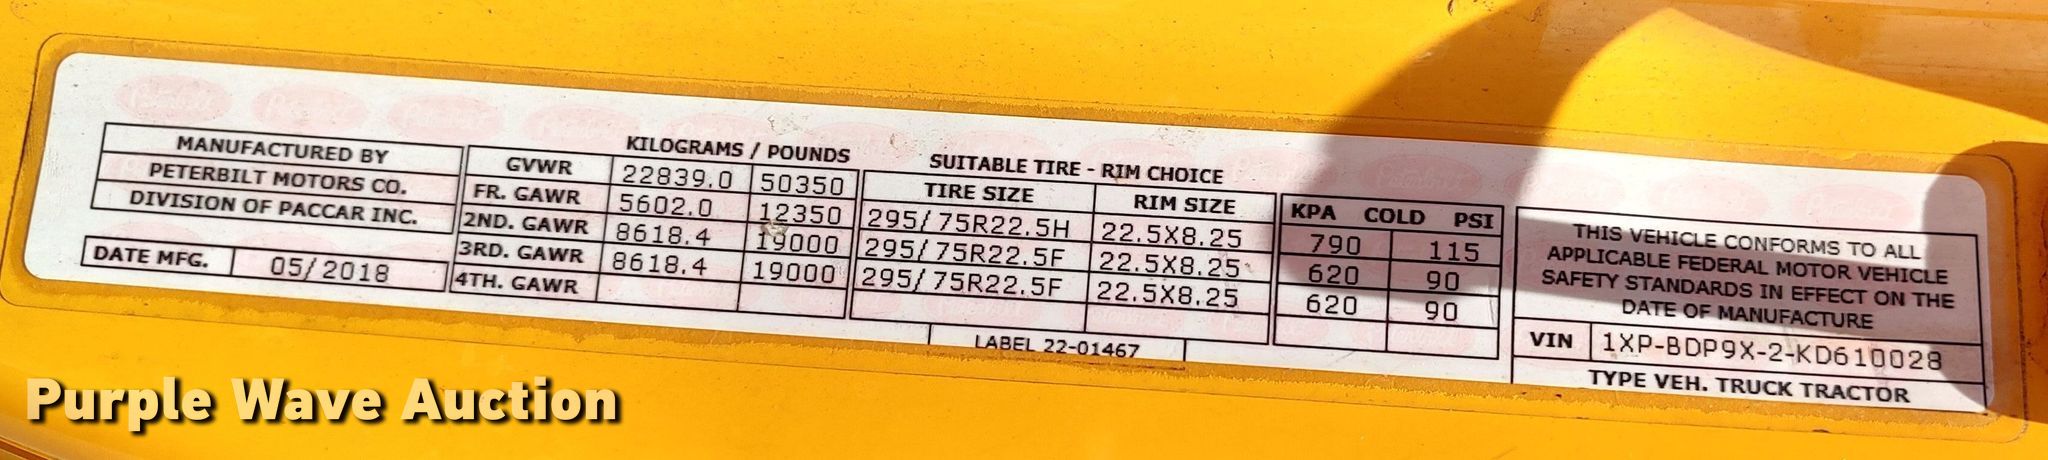 MANUFACTURED BY
PETERBILT MOTORS CO.
DIVISION OF PACCAR INC.
DATE MFG. 05/2018
KILOGRAMS / POUNDS
GVWR 22839.0 50350
FR. GAWR 5602.0 12350
2ND. GAWR 8618.4 19000
3RD. GAWR 8618.4 19000
4TH. GAWR
SUITABLE TIRE - RIM CHOICE
TIRE SIZE RIM SIZE
295/75R22.5H 22.5X8.25
295/75R22.5F 22.5X8.25
295/75R22.5F 22.5X8.25
KPA COLD PSI
790 115
620 90
620 90
LABEL 22-01467
THIS VEHICLE CONFORMS TO ALL
APPLICABLE FEDERAL MOTOR VEHICLE
SAFETY STANDARDS IN EFFECT ON THE
DATE OF MANUFACTURE
VIN 1XP-BDP9X-2-KD610028
TYPE VEH. TRUCK TRACTOR
Purple Wave Auction